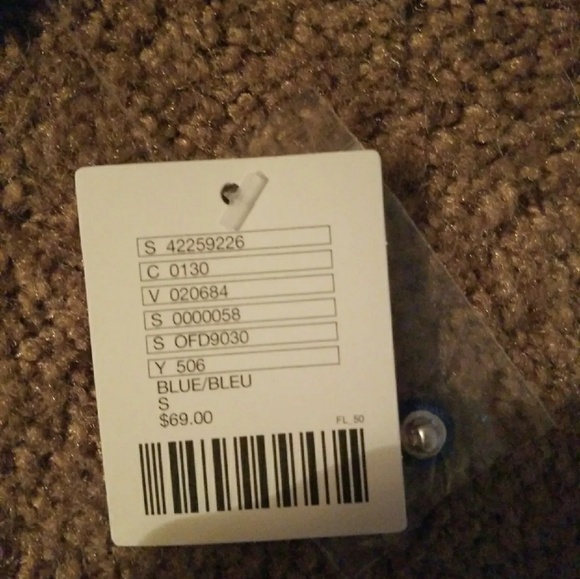 S 42259226
C 0130
V 020684
S 0000058
S OFD9030
Y 506
BLUE/BLEU
S
$69.00
FL 50